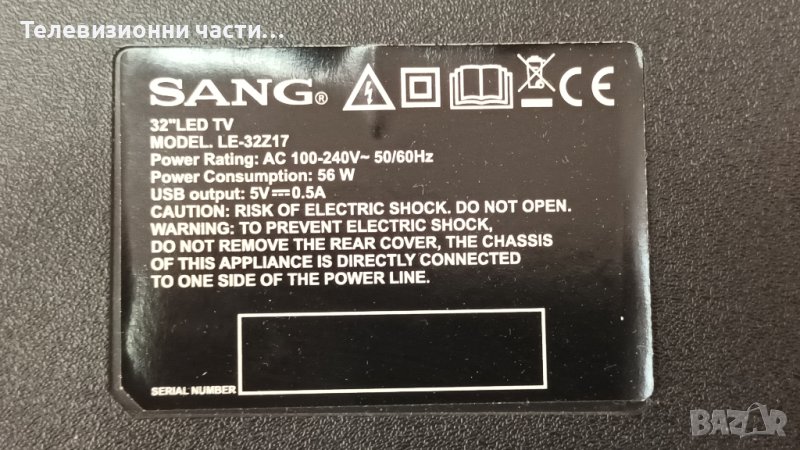 Телевизионни части…
SANG®
32"LED TV
MODEL. LE-32Z17
Power Rating: AC 100-240V~ 50/60Hz
Power Consumption: 56 W
USB output: 5V⎓0.5A
CAUTION: RISK OF ELECTRIC SHOCK. DO NOT OPEN.
WARNING: TO PREVENT ELECTRIC SHOCK,
DO NOT REMOVE THE REAR COVER, THE CHASSIS
OF THIS APPLIANCE IS DIRECTLY CONNECTED
TO ONE SIDE OF THE POWER LINE.
SERIAL NUMBER
BAZAR